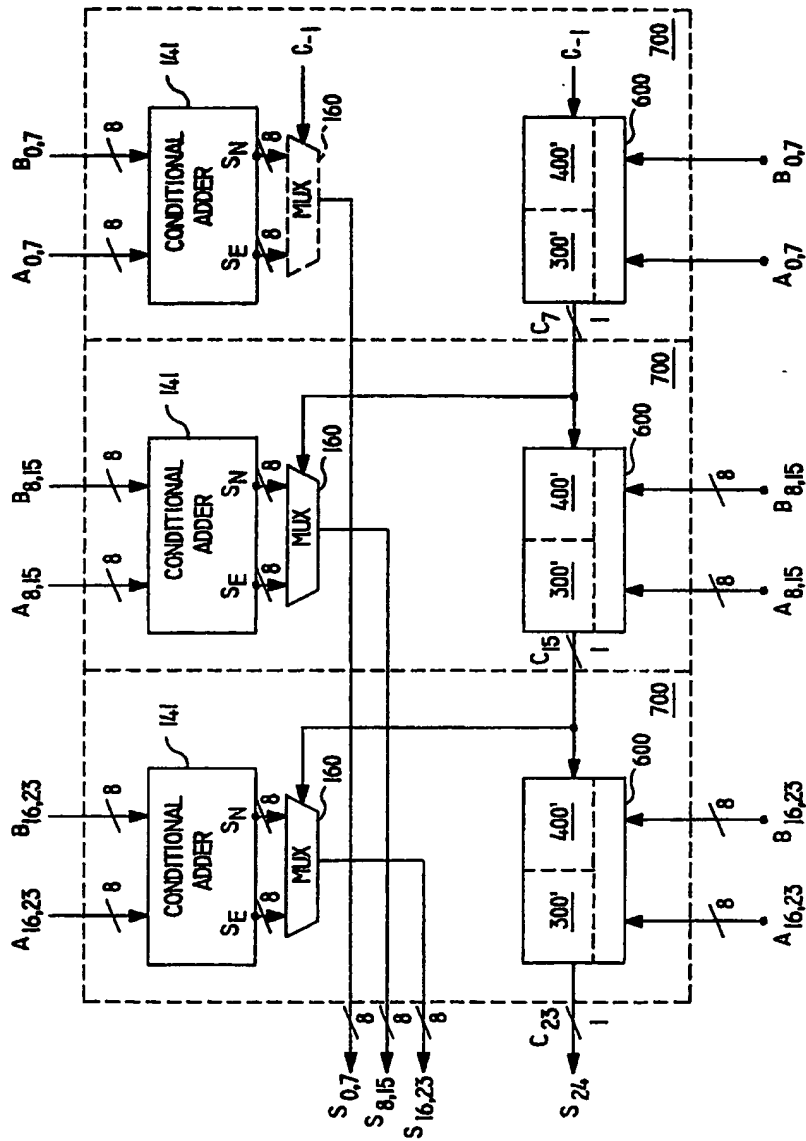 A16,23
B16,23
A8,15
B8,15
A0,7
B0,7
8
8
141
8
8
141
8
8
141
CONDITIONAL
ADDER
CONDITIONAL
ADDER
CONDITIONAL
ADDER
SE
SN
SE
SN
SE
SN
8
8
8
8
8
8
MUX
160
MUX
160
MUX
160
C-1
S0,7
8
S8,15
8
S16,23
8
S24
C23
1
300'
400'
600
C15
1
300'
400'
600
C7
1
300'
400'
600
C-1
700
700
700
8
8
8
8
A16,23
B16,23
A8,15
B8,15
A0,7
B0,7